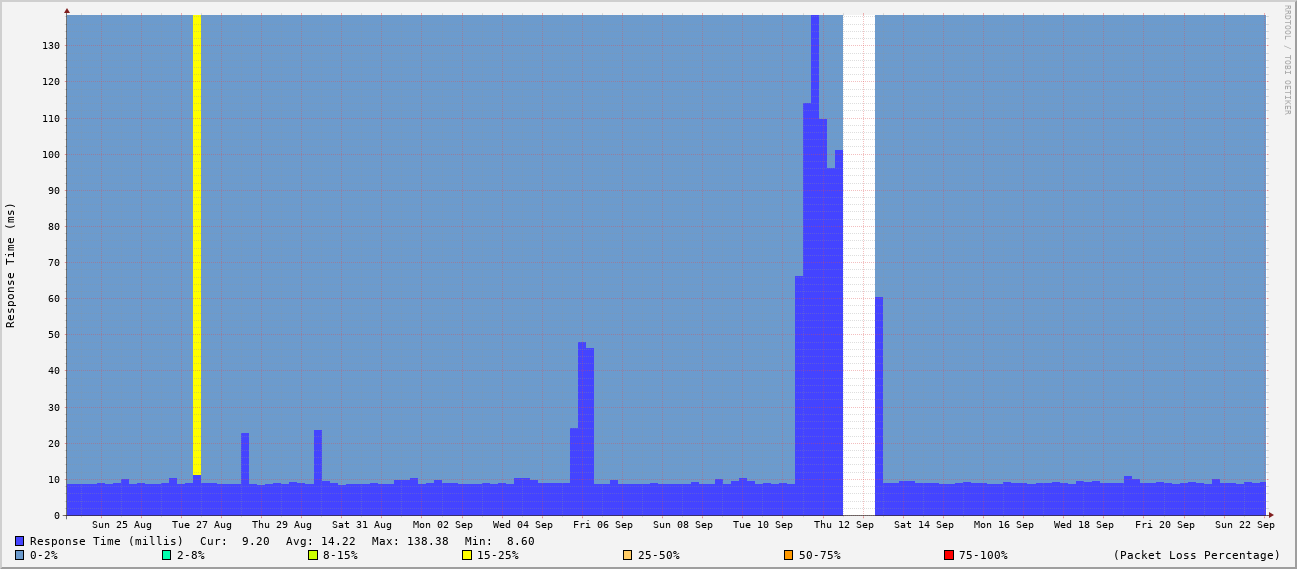 RRDTOOL / TOBI OETIKER
Response Time (ms)
130
120
110
100
90
80
70
60
50
40
30
20
10
0
Sun 25 Aug Tue 27 Aug Thu 29 Aug Sat 31 Aug Mon 02 Sep Wed 04 Sep Fri 06 Sep Sun 08 Sep Tue 10 Sep Thu 12 Sep Sat 14 Sep Mon 16 Sep Wed 18 Sep Fri 20 Sep Sun 22 Sep
Response Time (millis) Cur: 9.20 Avg: 14.22 Max: 138.38 Min: 8.60
0-2% 2-8% 8-15% 15-25% 25-50% 50-75% 75-100% (Packet Loss Percentage)